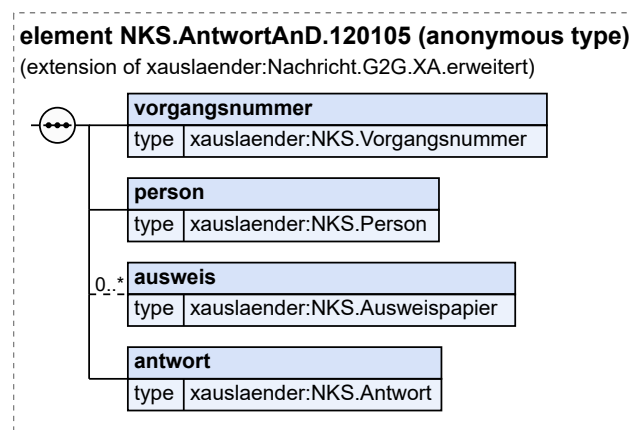 element NKS.AntwortAnD.120105 (anonymous type)
(extension of xauslaender:Nachricht.G2G.XA.erweitert)
vorgangsnummer
type xauslaender:NKS.Vorgangsnummer
person
type xauslaender:NKS.Person
0..* ausweis
type xauslaender:NKS.Ausweispapier
antwort
type xauslaender:NKS.Antwort